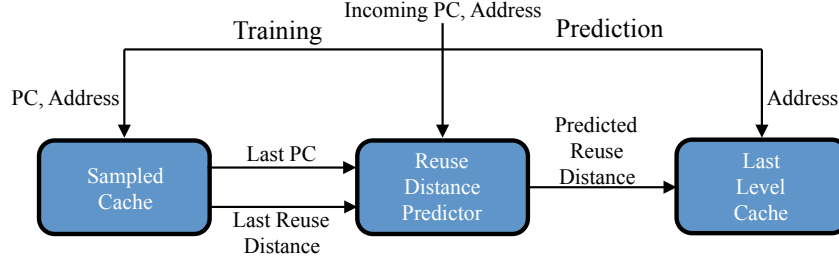 Incoming PC, Address
Training
Prediction
PC, Address
Address
Sampled
Cache
Last PC
Last Reuse
Distance
Reuse
Distance
Predictor
Predicted
Reuse
Distance
Last
Level
Cache